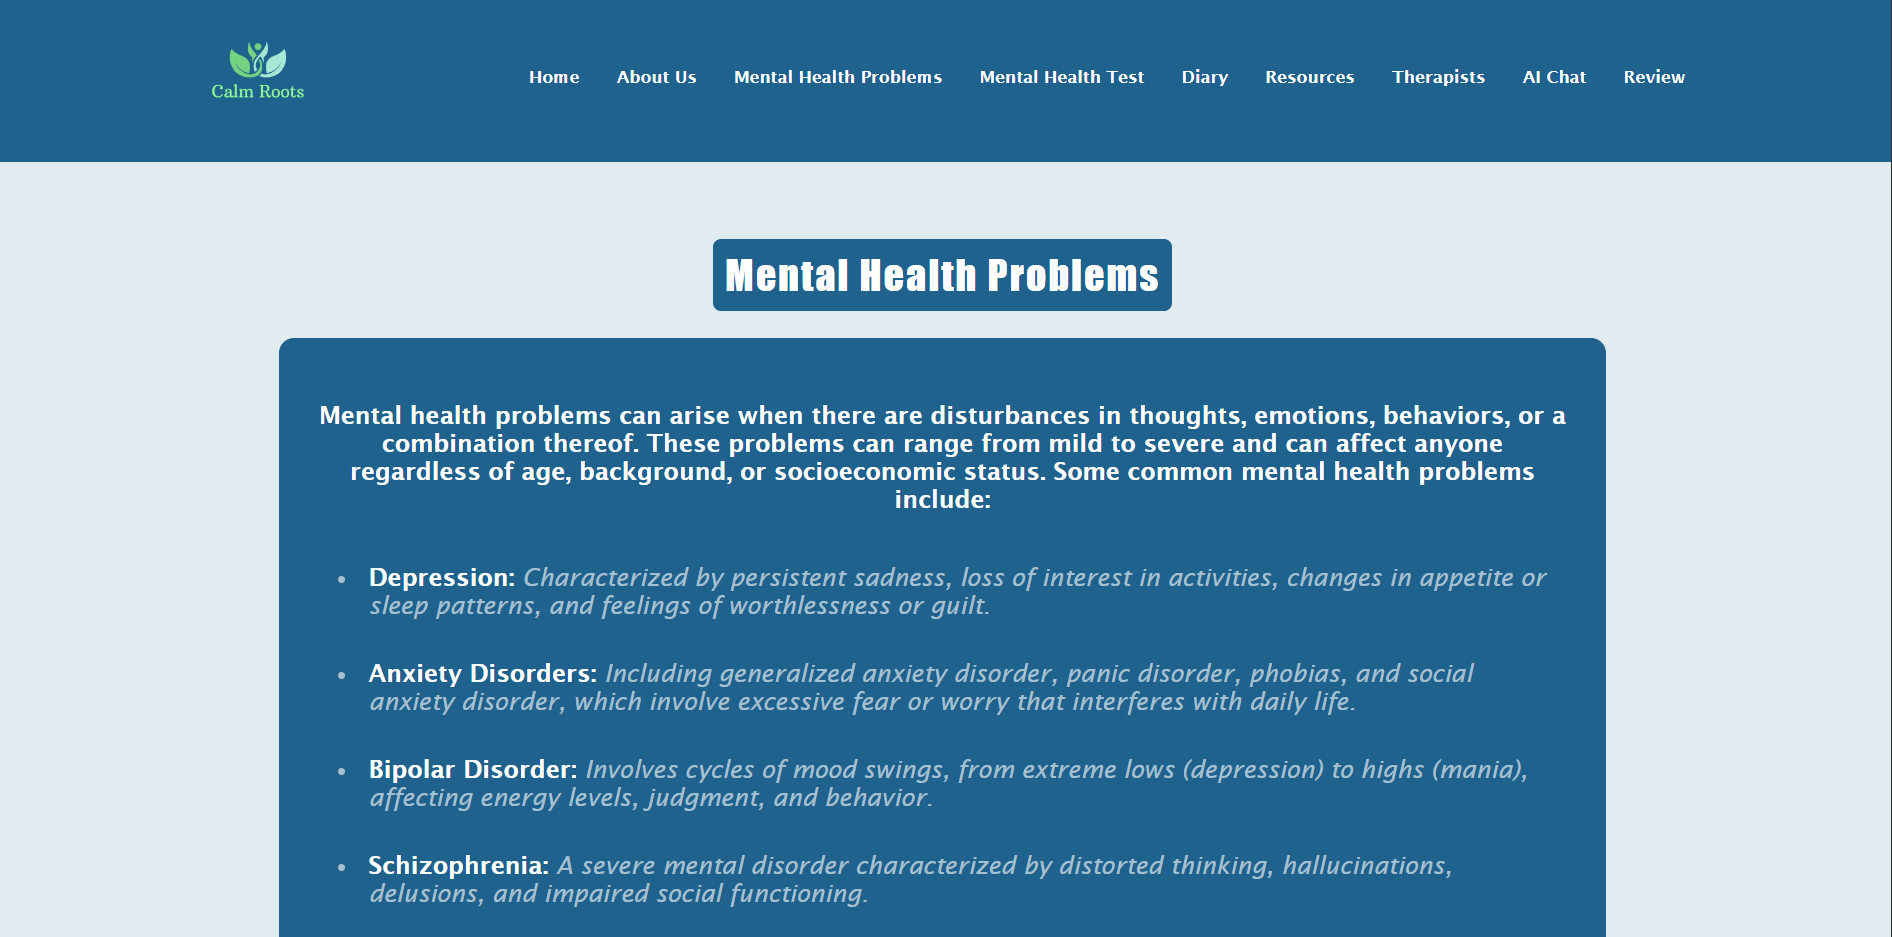 Calm Roots
Home About Us Mental Health Problems Mental Health Test Diary Resources Therapists AI Chat Review
Mental Health Problems
Mental health problems can arise when there are disturbances in thoughts, emotions, behaviors, or a
combination thereof. These problems can range from mild to severe and can affect anyone
regardless of age, background, or socioeconomic status. Some common mental health problems
include:
• Depression: Characterized by persistent sadness, loss of interest in activities, changes in appetite or
sleep patterns, and feelings of worthlessness or guilt.
• Anxiety Disorders: Including generalized anxiety disorder, panic disorder, phobias, and social
anxiety disorder, which involve excessive fear or worry that interferes with daily life.
• Bipolar Disorder: Involves cycles of mood swings, from extreme lows (depression) to highs (mania),
affecting energy levels, judgment, and behavior.
• Schizophrenia: A severe mental disorder characterized by distorted thinking, hallucinations,
delusions, and impaired social functioning.